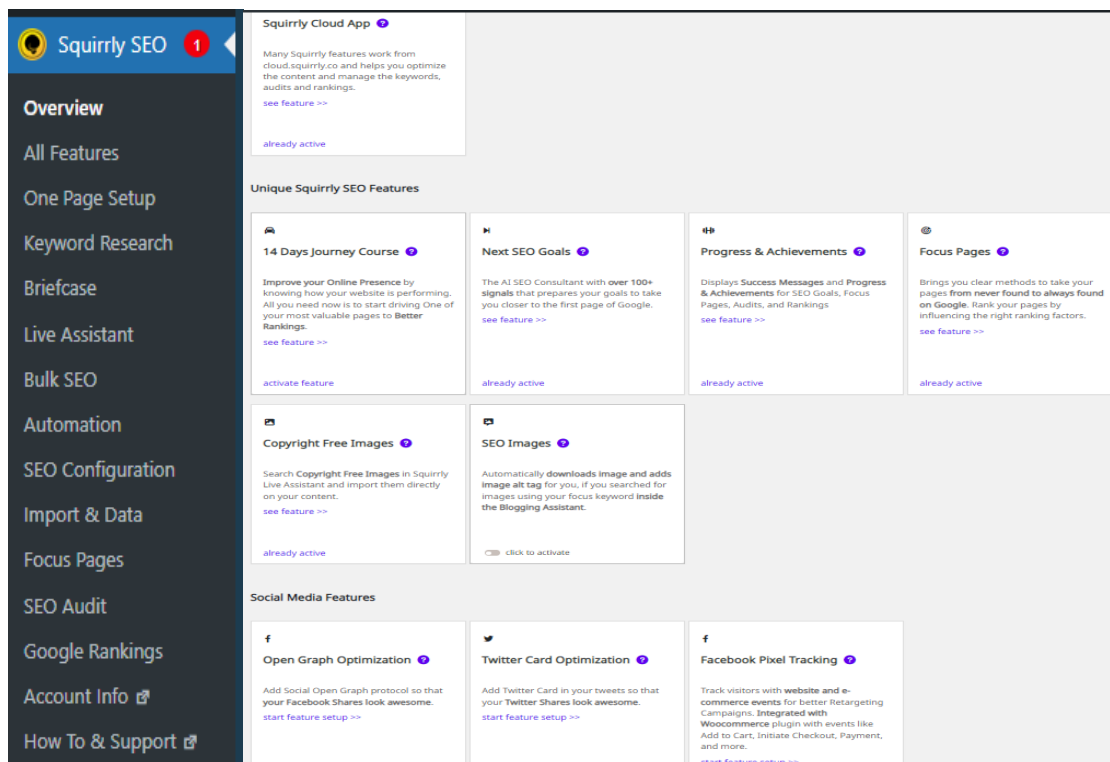 Squirrly SEO 1
Overview
All Features
One Page Setup
Keyword Research
Briefcase
Live Assistant
Bulk SEO
Automation
SEO Configuration
Import & Data
Focus Pages
SEO Audit
Google Rankings
Account Info
How To & Support
Squirrly Cloud App ?
Many Squirrly features work from
cloud.squirrly.co and helps you optimize
the content and manage the keywords,
audits and rankings.
see feature >>
already active
Unique Squirrly SEO Features
14 Days Journey Course ?
Improve your Online Presence by
knowing how your website is performing.
All you need now is to start driving One of
your most valuable pages to Better
Rankings.
see feature >>
activate feature
Next SEO Goals ?
The AI SEO Consultant with over 100+
signals that prepares your goals to take
you closer to the first page of Google.
see feature >>
already active
Progress & Achievements ?
Displays Success Messages and Progress
& Achievements for SEO Goals, Focus
Pages, Audits, and Rankings
see feature >>
already active
Focus Pages ?
Brings you clear methods to take your
pages from never found to always found
on Google. Rank your pages by
influencing the right ranking factors.
see feature >>
already active
Copyright Free Images ?
Search Copyright Free Images in Squirrly
Live Assistant and import them directly
on your content.
see feature >>
already active
SEO Images ?
Automatically downloads image and adds
image alt tag for you, if you searched for
images using your focus keyword inside
the Blogging Assistant.
click to activate
Social Media Features
Open Graph Optimization ?
Add Social Open Graph protocol so that
your Facebook Shares look awesome.
start feature setup >>
Twitter Card Optimization ?
Add Twitter Card in your tweets so that
your Twitter Shares look awesome.
start feature setup >>
Facebook Pixel Tracking ?
Track visitors with website and e-
commerce events for better Retargeting
Campaigns. Integrated with
Woocommerce plugin with events like
Add to Cart, Initiate Checkout, Payment,
and more.
start feature setup >>